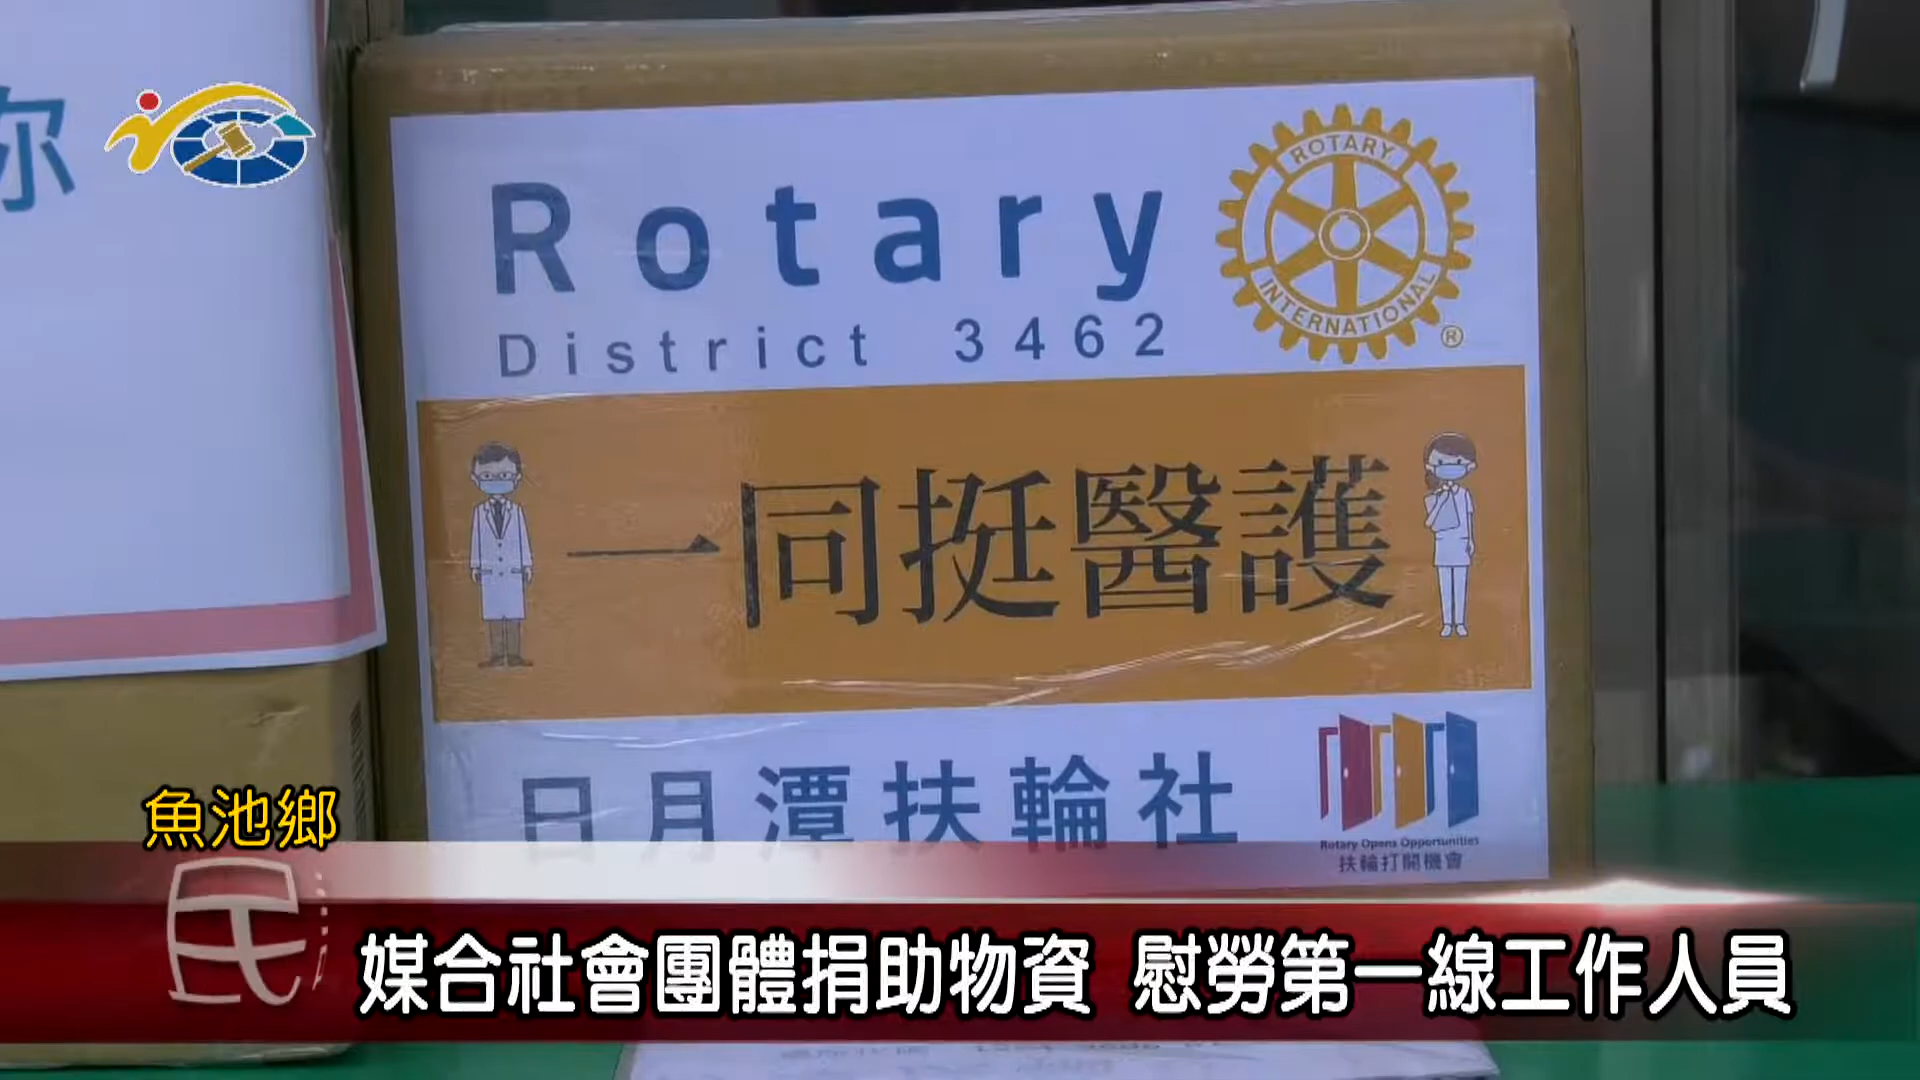 你
Rotary
District 3462
ROTARY
INTERNATIONAL
®
一同挺醫護
日月潭扶輪社
Rotary Opens Opportunities
扶輪打開機會
魚池鄉
民
媒合社會團體捐助物資 慰勞第一線工作人員